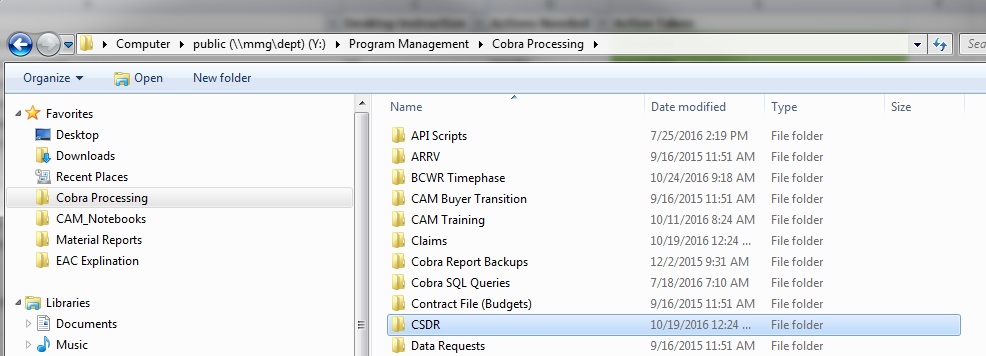 Desktop Instruction Actions Needed Action Taken
Computer public (\\mmg\dept) (Y:) Program Management Cobra Processing Sea
Organize Open New folder
Name Date modified Type Size
Favorites
Desktop
Downloads
Recent Places
Cobra Processing
CAM_Notebooks
Material Reports
EAC Explination
Libraries
Documents
Music
API Scripts 7/25/2016 2:19 PM File folder
ARRV 9/16/2015 11:51 AM File folder
BCWR Timephase 10/24/2016 9:18 AM File folder
CAM Buyer Transition 9/16/2015 11:51 AM File folder
CAM Training 10/11/2016 8:24 AM File folder
Claims 10/19/2016 12:24 ... File folder
Cobra Report Backups 12/2/2015 9:31 AM File folder
Cobra SQL Queries 7/18/2016 7:10 AM File folder
Contract File (Budgets) 9/16/2015 11:51 AM File folder
CSDR 10/19/2016 12:24 ... File folder
Data Requests 9/16/2015 11:51 AM File folder